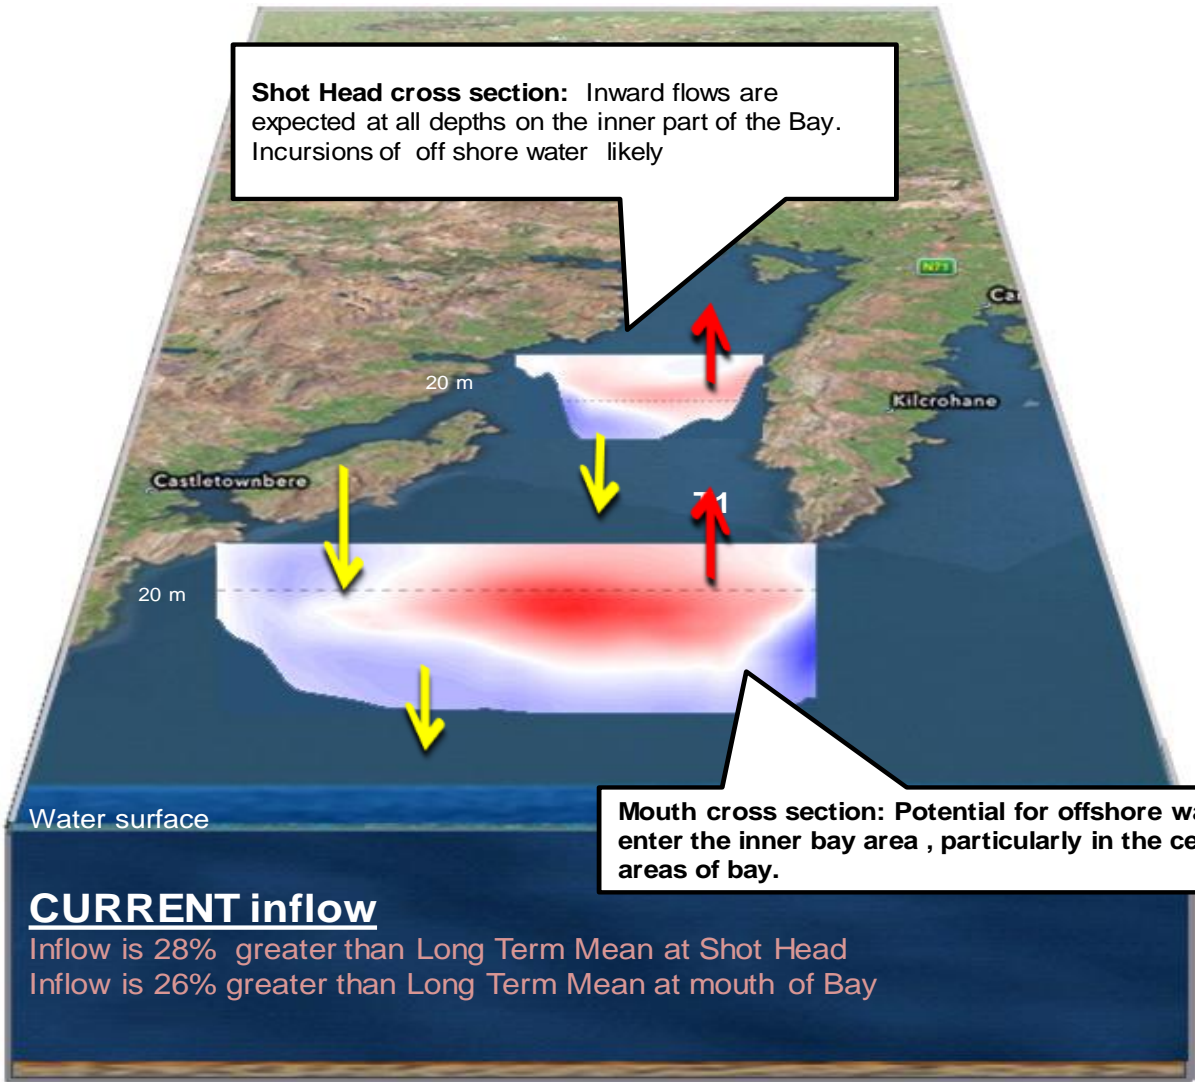 Shot Head cross section: Inward flows are
expected at all depths on the inner part of the Bay.
Incursions of off shore water likely
N71
Kilcrohane
20 m
Castletownbere
20 m
Water surface
Mouth cross section: Potential for offshore
enter the inner bay area , particularly in the
areas of bay.
CURRENT inflow
Inflow is 28% greater than Long Term Mean at Shot Head
Inflow is 26% greater than Long Term Mean at mouth of Bay